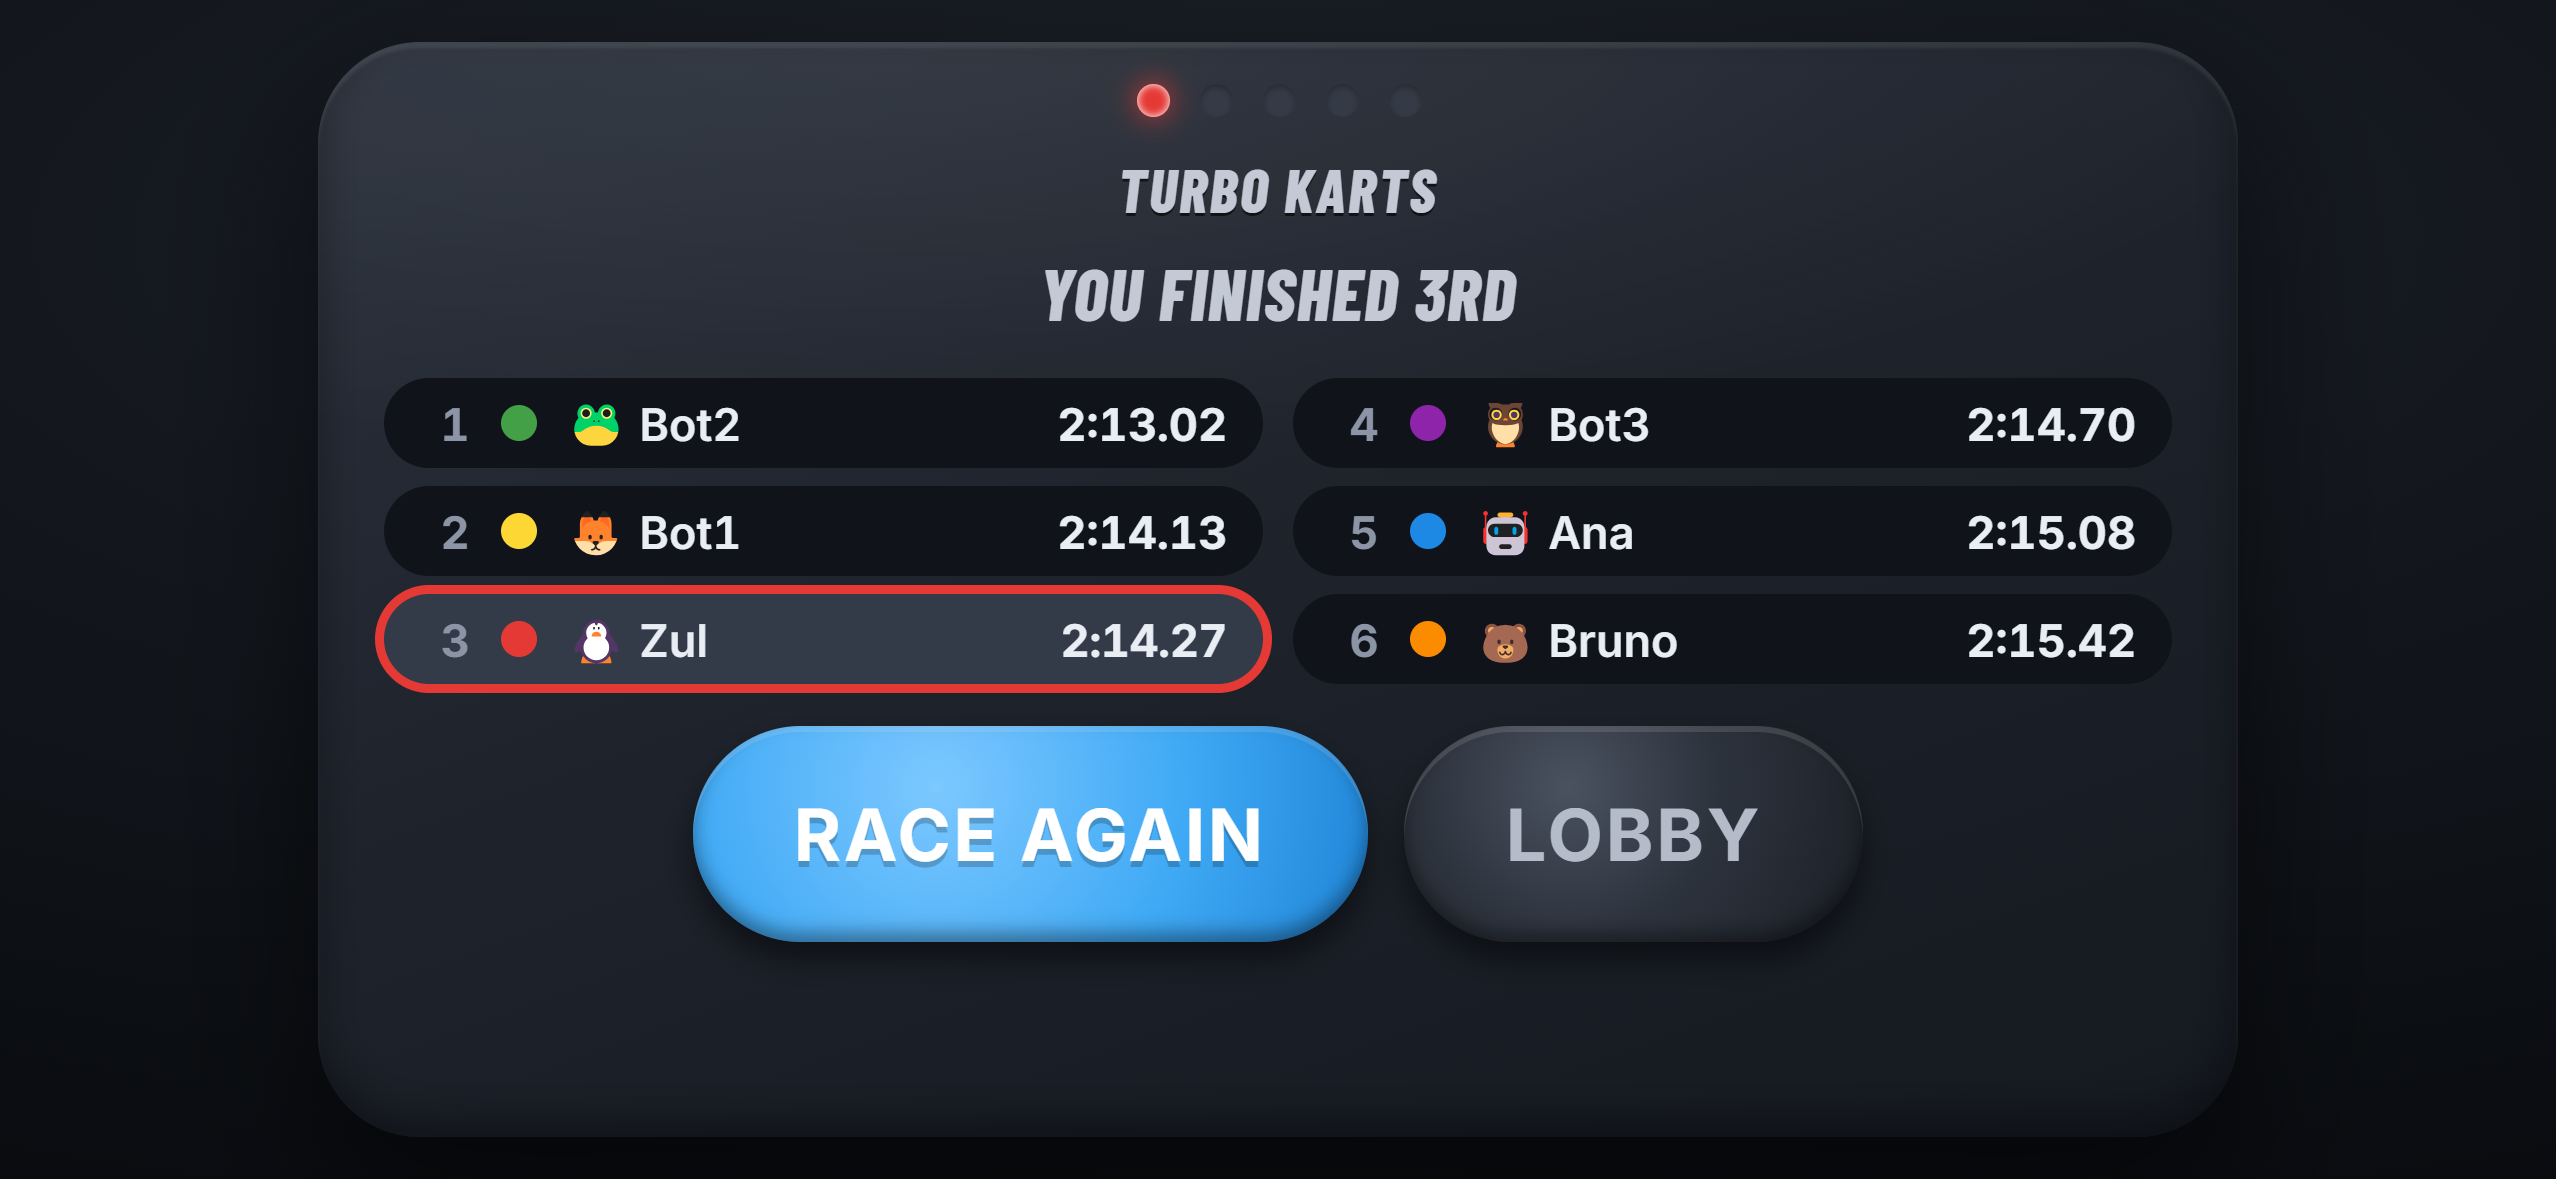 TURBO KARTS
YOU FINISHED 3RD
1 Bot2 2:13.02
2 Bot1 2:14.13
3 Zul 2:14.27
4 Bot3 2:14.70
5 Ana 2:15.08
6 Bruno 2:15.42
RACE AGAIN
LOBBY